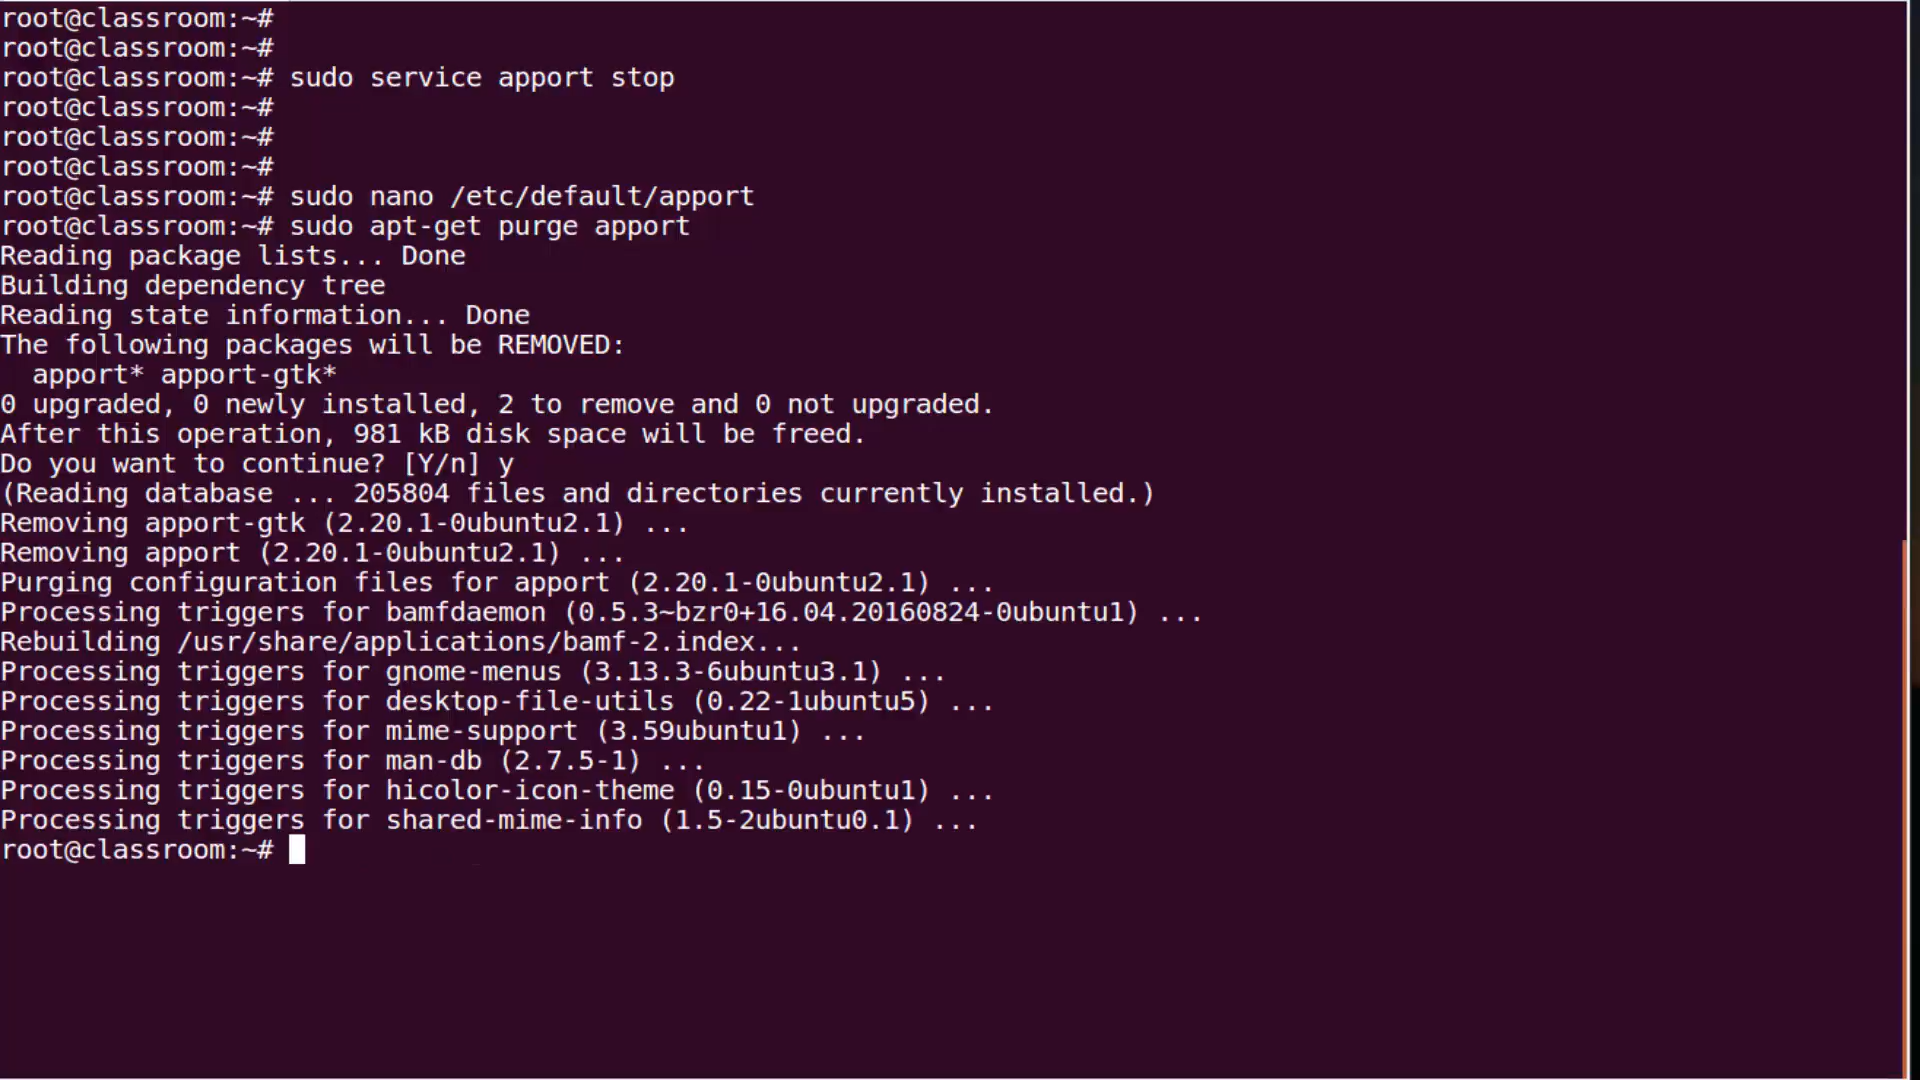 root@classroom:~#
root@classroom:~#
root@classroom:~# sudo service apport stop
root@classroom:~#
root@classroom:~#
root@classroom:~#
root@classroom:~# sudo nano /etc/default/apport
root@classroom:~# sudo apt-get purge apport
Reading package lists... Done
Building dependency tree
Reading state information... Done
The following packages will be REMOVED:
  apport* apport-gtk*
0 upgraded, 0 newly installed, 2 to remove and 0 not upgraded.
After this operation, 981 kB disk space will be freed.
Do you want to continue? [Y/n] y
(Reading database ... 205804 files and directories currently installed.)
Removing apport-gtk (2.20.1-0ubuntu2.1) ...
Removing apport (2.20.1-0ubuntu2.1) ...
Purging configuration files for apport (2.20.1-0ubuntu2.1) ...
Processing triggers for bamfdaemon (0.5.3~bzr0+16.04.20160824-0ubuntu1) ...
Rebuilding /usr/share/applications/bamf-2.index...
Processing triggers for gnome-menus (3.13.3-6ubuntu3.1) ...
Processing triggers for desktop-file-utils (0.22-1ubuntu5) ...
Processing triggers for mime-support (3.59ubuntu1) ...
Processing triggers for man-db (2.7.5-1) ...
Processing triggers for hicolor-icon-theme (0.15-0ubuntu1) ...
Processing triggers for shared-mime-info (1.5-2ubuntu0.1) ...
root@classroom:~#